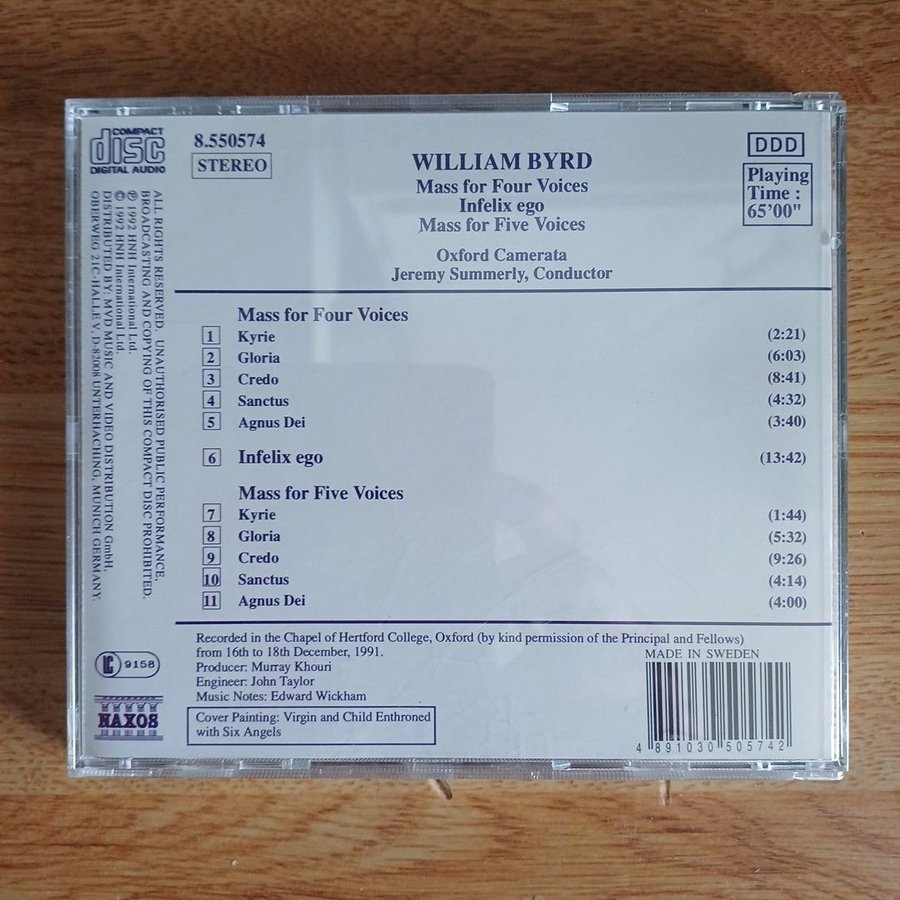 COMPACT
disc
DIGITAL AUDIO
8.550574
STEREO
WILLIAM BYRD
Mass for Four Voices
Infelix ego
Mass for Five Voices
Oxford Camerata
Jeremy Summerly, Conductor
DDD
Playing
Time :
65'00"
Mass for Four Voices
1 Kyrie (2:21)
2 Gloria (6:03)
3 Credo (8:41)
4 Sanctus (4:32)
5 Agnus Dei (3:40)
6 Infelix ego (13:42)
Mass for Five Voices
7 Kyrie (1:44)
8 Gloria (5:32)
9 Credo (9:26)
10 Sanctus (4:14)
11 Agnus Dei (4:00)
Recorded in the Chapel of Hertford College, Oxford (by kind permission of the Principal and Fellows)
from 16th to 18th December, 1991.
Producer: Murray Khouri
Engineer: John Taylor
Music Notes: Edward Wickham
Cover Painting: Virgin and Child Enthroned
with Six Angels
MADE IN SWEDEN
4 891030 505742
ALL RIGHTS RESERVED. UNAUTHORISED PUBLIC PERFORMANCE,
BROADCASTING AND COPYING OF THIS COMPACT DISC PROHIBITED.
℗ 1992 HNH International Ltd.
© 1992 HNH International Ltd.
DISTRIBUTED BY: MVD MUSIC AND VIDEO DISTRIBUTION GmbH,
OBERWEG 21C-HALLE V, D-82008 UNTERHACHING, MUNICH GERMANY.
LC 9158
NAXOS